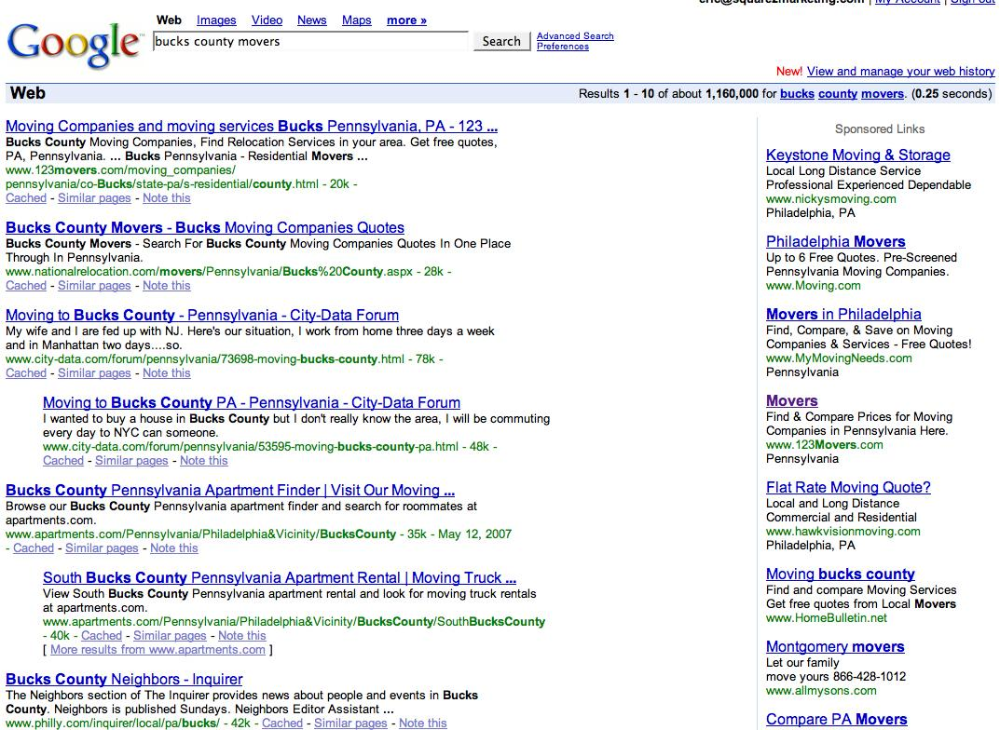 eric@square2marketing.com | My Account | Sign out
Web Images Video News Maps more »
Google™
bucks county movers
Search
Advanced Search
Preferences
New! View and manage your web history
Web
Results 1 - 10 of about 1,160,000 for bucks county movers. (0.25 seconds)
Moving Companies and moving services Bucks Pennsylvania, PA - 123 ...
Bucks County Moving Companies, Find Relocation Services in your area. Get free quotes,
PA, Pennsylvania. ... Bucks Pennsylvania - Residential Movers ...
www.123movers.com/moving_companies/
pennsylvania/co-Bucks/state-pa/s-residential/county.html - 20k -
Cached - Similar pages - Note this
Bucks County Movers - Bucks Moving Companies Quotes
Bucks County Movers - Search For Bucks County Moving Companies Quotes In One Place
Through In Pennsylvania.
www.nationalrelocation.com/movers/Pennsylvania/Bucks%20County.aspx - 28k -
Cached - Similar pages - Note this
Moving to Bucks County - Pennsylvania - City-Data Forum
My wife and I are fed up with NJ. Here's our situation, I work from home three days a week
and in Manhattan two days....so.
www.city-data.com/forum/pennsylvania/73698-moving-bucks-county.html - 78k -
Cached - Similar pages - Note this
Moving to Bucks County PA - Pennsylvania - City-Data Forum
I wanted to buy a house in Bucks County but I don't really know the area, I will be commuting
every day to NYC can someone.
www.city-data.com/forum/pennsylvania/53595-moving-bucks-county-pa.html - 48k -
Cached - Similar pages - Note this
Bucks County Pennsylvania Apartment Finder | Visit Our Moving ...
Browse our Bucks County Pennsylvania apartment finder and search for roommates at
apartments.com.
www.apartments.com/Pennsylvania/Philadelphia&Vicinity/BucksCounty - 35k - May 12, 2007
- Cached - Similar pages - Note this
South Bucks County Pennsylvania Apartment Rental | Moving Truck ...
View South Bucks County Pennsylvania apartment rental and look for moving truck rentals
at apartments.com.
www.apartments.com/Pennsylvania/Philadelphia&Vicinity/BucksCounty/SouthBucksCounty
- 40k - Cached - Similar pages - Note this
[ More results from www.apartments.com ]
Bucks County Neighbors - Inquirer
The Neighbors section of The Inquirer provides news about people and events in Bucks
County. Neighbors is published Sundays. Neighbors Editor Assistant ...
www.philly.com/inquirer/local/pa/bucks/ - 42k - Cached - Similar pages - Note this
Sponsored Links
Keystone Moving & Storage
Local Long Distance Service
Professional Experienced Dependable
www.nickysmoving.com
Philadelphia, PA
Philadelphia Movers
Up to 6 Free Quotes. Pre-Screened
Pennsylvania Moving Companies.
www.Moving.com
Movers in Philadelphia
Find, Compare, & Save on Moving
Companies & Services - Free Quotes!
www.MyMovingNeeds.com
Pennsylvania
Movers
Find & Compare Prices for Moving
Companies in Pennsylvania Here.
www.123Movers.com
Pennsylvania
Flat Rate Moving Quote?
Local and Long Distance
Commercial and Residential
www.hawkvisionmoving.com
Philadelphia, PA
Moving bucks county
Find and compare Moving Services
Get free quotes from Local Movers
www.HomeBulletin.net
Montgomery movers
Let our family
move yours 866-428-1012
www.allmysons.com
Compare PA Movers